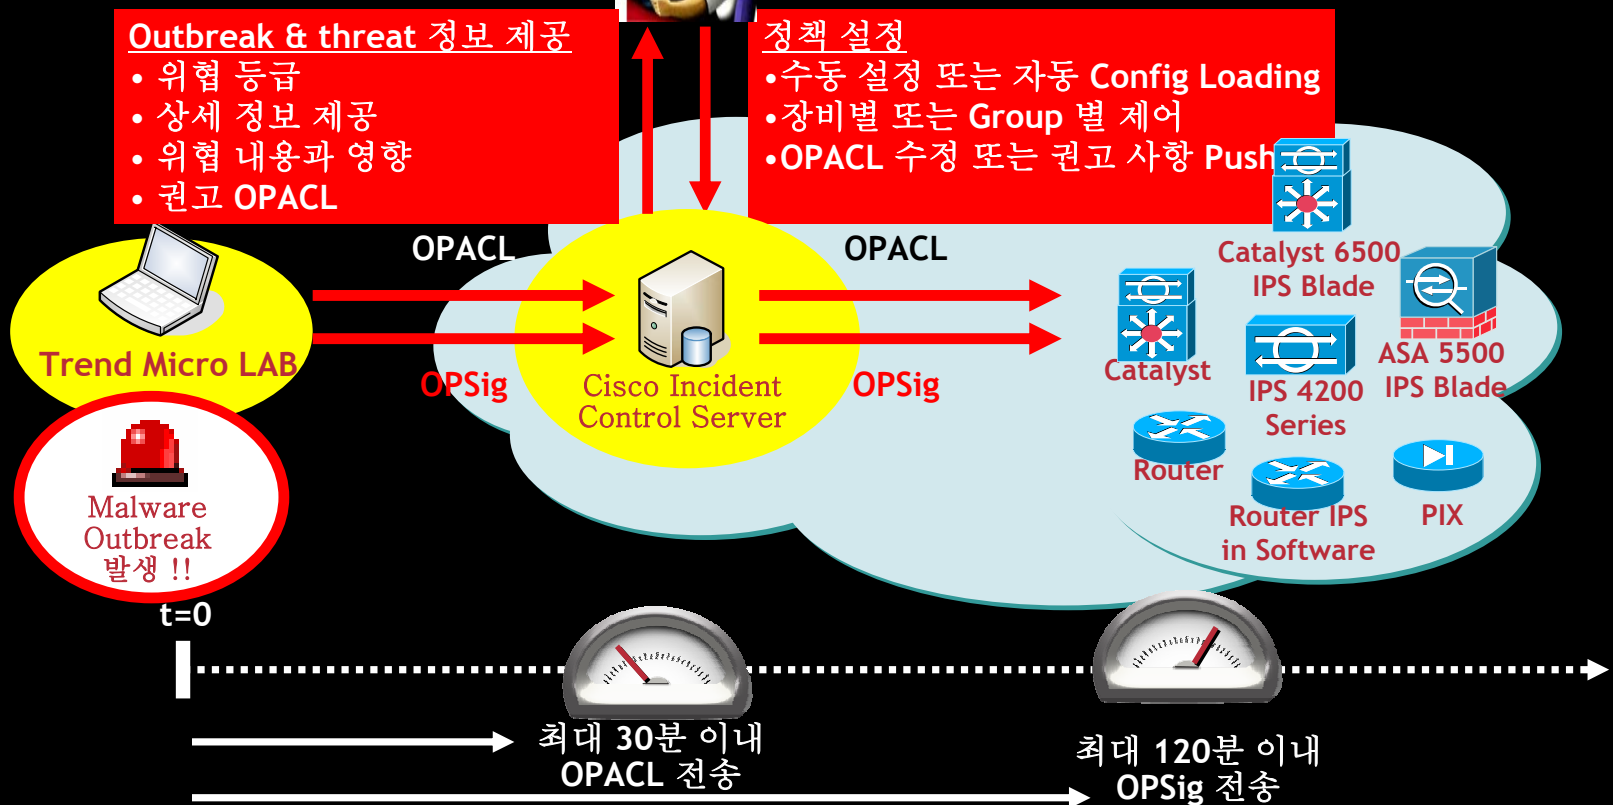 Outbreak & threat 정보 제공
• 위협 등급
• 상세 정보 제공
• 위협 내용과 영향
• 권고 OPACL
정책 설정
•수동 설정 또는 자동 Config Loading
•장비별 또는 Group 별 제어
•OPACL 수정 또는 권고 사항 Push
OPACL
OPACL
Catalyst 6500
IPS Blade
Trend Micro LAB
OPSig
Cisco Incident
Control Server
OPSig
Catalyst
IPS 4200
Series
ASA 5500
IPS Blade
Router
Router IPS
in Software
PIX
Malware
Outbreak
발생 !!
t=0
최대 30분 이내
OPACL 전송
최대 120분 이내
OPSig 전송